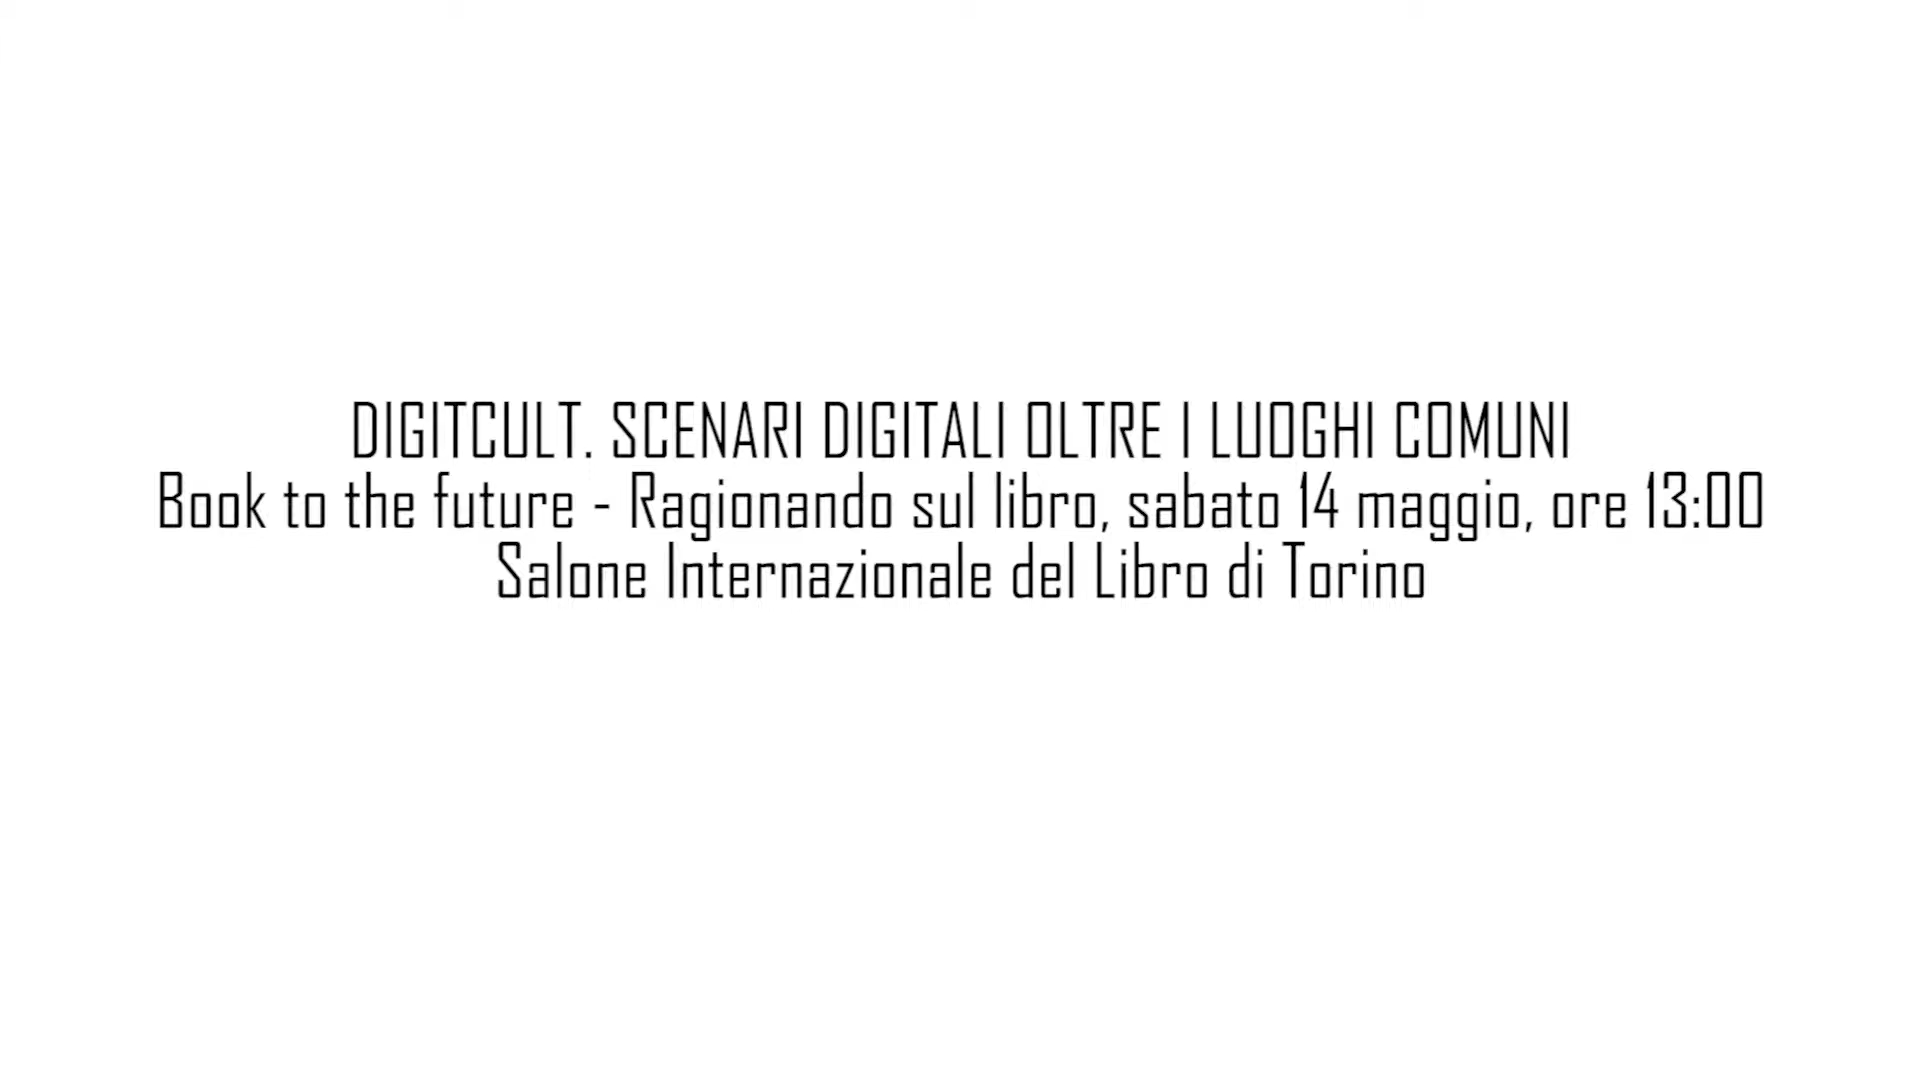 DIGITCULT. SCENARI DIGITALI OLTRE I LUOGHI COMUNI
Book to the future - Ragionando sul libro, sabato 14 maggio, ore 13:00
Salone Internazionale del Libro di Torino